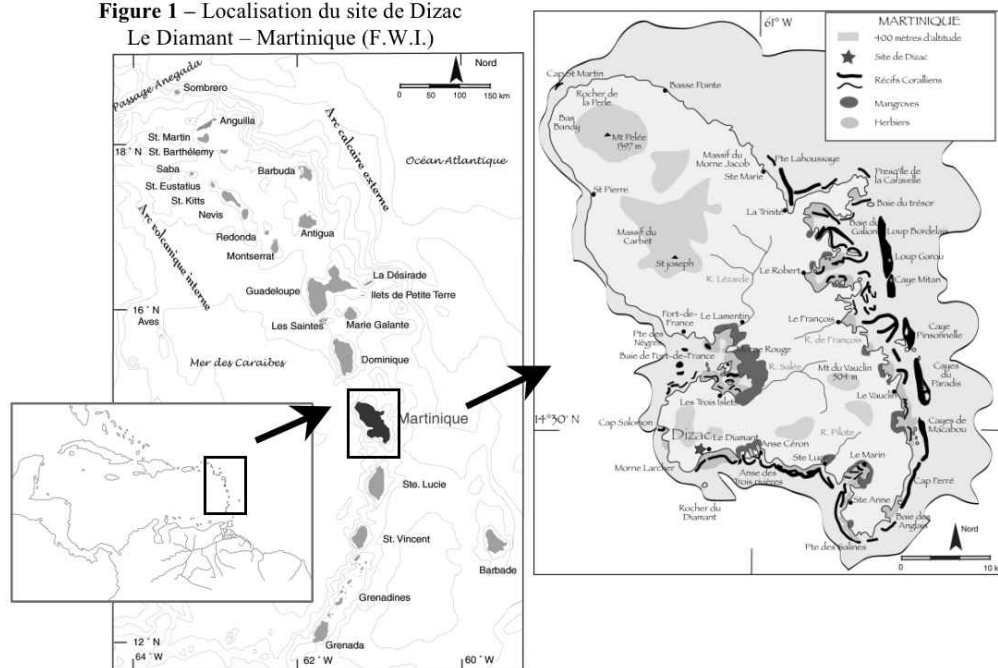 Figure 1 – Localisation du site de Dizac
Le Diamant – Martinique (F.W.I.)
Nord
0 50 100 150 km
Passage Anegada
Sombrero
Anguilla
St. Martin
18 ° N
St. Barthélemy
Saba
Barbuda
St. Eustatius
St. Kitts
Nevis
Antigua
Redonda
Montserrat
Arc calcaire externe
Océan Atlantique
Arc volcanique interne
La Désirade
Guadeloupe
Ilets de Petite Terre
16 ° N
Aves
Les Saintes
Marie Galante
Dominique
Mer des Caraïbes
Martinique
Ste. Lucie
St. Vincent
Barbade
Grenadines
Grenada
12 ° N
64 ° W
62 ° W
60 ° W
61° W
MARTINIQUE
400 mètres d'altitude
Site de Dizac
Récifs Coralliens
Mangroves
Herbiers
Cap St Martin
Basse Pointe
Rocher de
la Perle
Bas
Bandy
Mt Pelée
1397 m
Massif du
Morne Jacob
Pte Lahoussaye
Ste Marie
Presq'île de
la Caravelle
St Pierre
La Trinité
Baie du trésor
Baie du
Galion
Loup Bordelais
Massif du
Carbet
St Joseph
Loup Gorou
Le Robert
R. Lézarde
Caye Mitan
Fort-de-
France
Le Lamentin
Le François
Caye
Pinsonnelle
Pte des
Nègres
R. de François
Baie de Fort-de-France
Morne Rouge
Mt du Vauclin
504 m
R. Salée
Cayes du
Paradis
Les Trois Islets
Le Vauclin
14°30' N
Cap Salomon
Cayes de
Macabou
Dizac
Le Diamant
Anse Céron
R. Pilote
Morne Larcher
Ste Luce
Le Marin
Anse des
Trois rivières
Cap Ferré
Rocher du
Diamant
Ste Anne
Baie des
Anglais
Nord
Pte des Salines
0 10 k